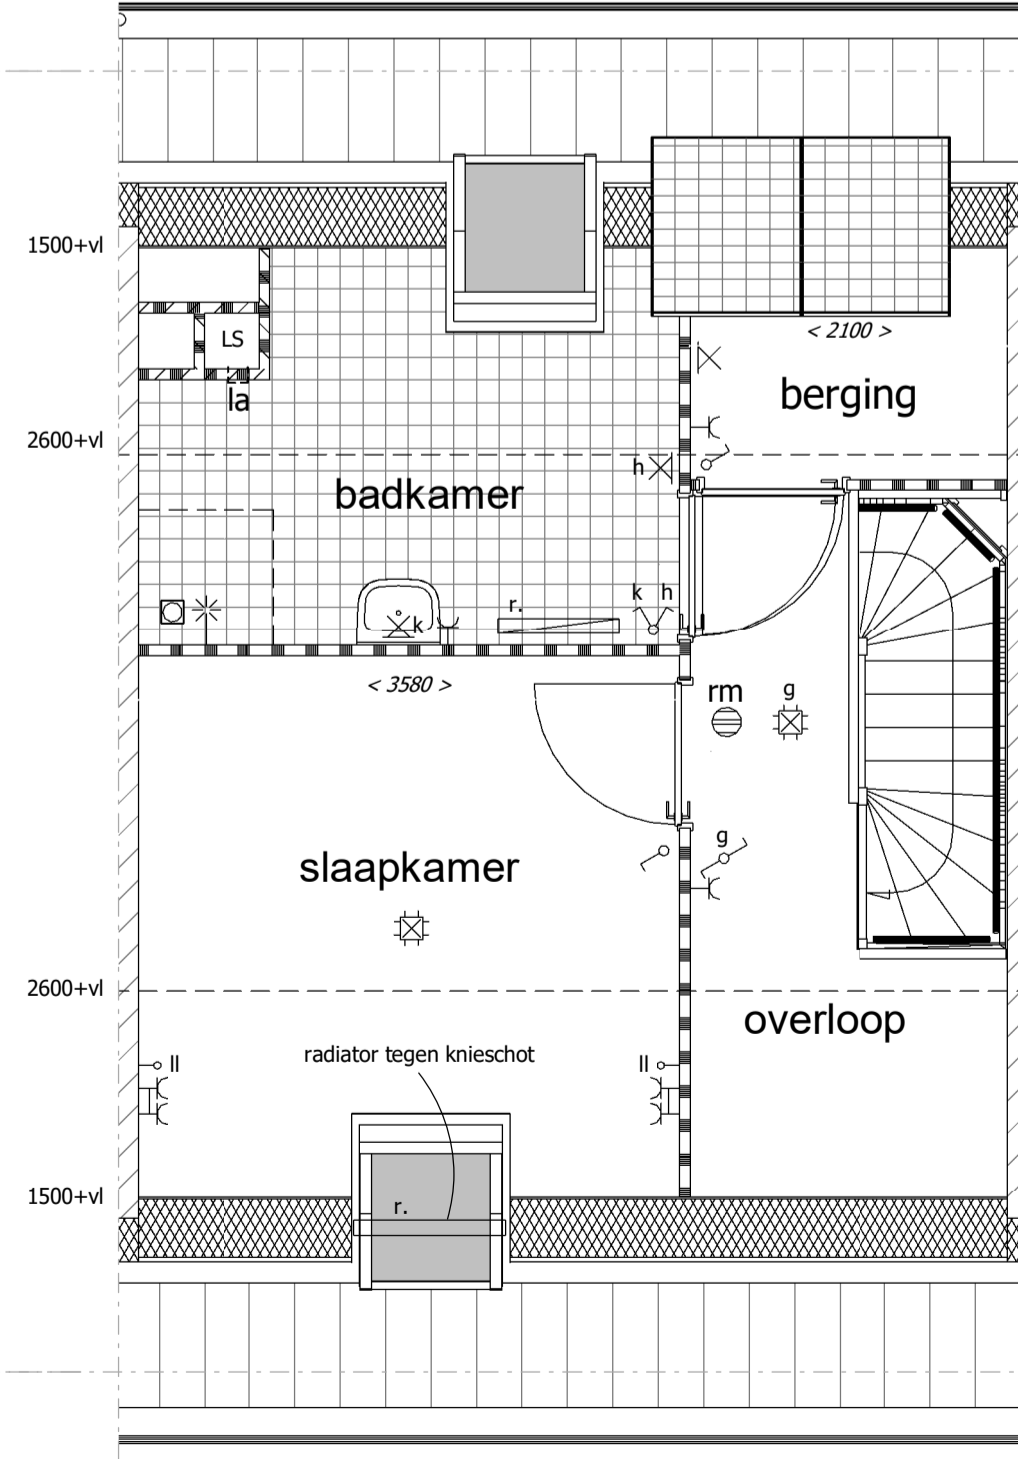 1500+vl
LS
< 2100 >
la
berging
2600+vl
h
badkamer
k
r.
k h
< 3580 >
rm
g
g
slaapkamer
2600+vl
overloop
radiator tegen knieschot
ll
ll
1500+vl
r.